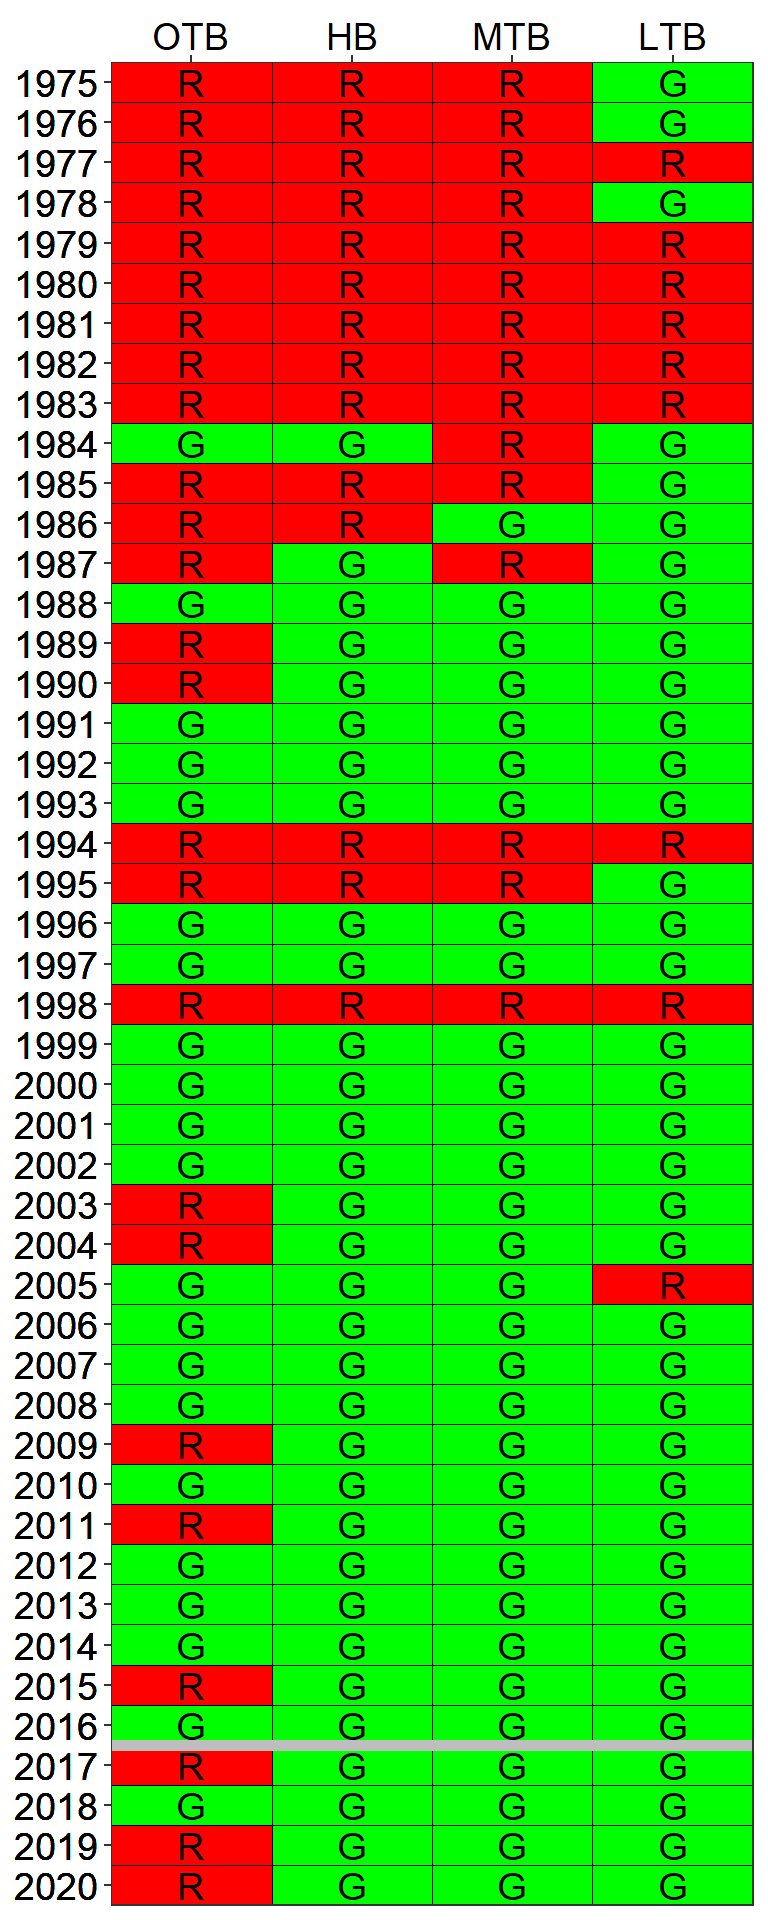 OTB HB MTB LTB
1975 R R R G
1976 R R R G
1977 R R R R
1978 R R R G
1979 R R R R
1980 R R R R
1981 R R R R
1982 R R R R
1983 R R R R
1984 G G R G
1985 R R R G
1986 R R G G
1987 R G R G
1988 G G G G
1989 R G G G
1990 R G G G
1991 G G G G
1992 G G G G
1993 G G G G
1994 R R R R
1995 R R R G
1996 G G G G
1997 G G G G
1998 R R R R
1999 G G G G
2000 G G G G
2001 G G G G
2002 G G G G
2003 R G G G
2004 R G G G
2005 G G G R
2006 G G G G
2007 G G G G
2008 G G G G
2009 R G G G
2010 G G G G
2011 R G G G
2012 G G G G
2013 G G G G
2014 G G G G
2015 R G G G
2016 G G G G
2017 R G G G
2018 G G G G
2019 R G G G
2020 R G G G